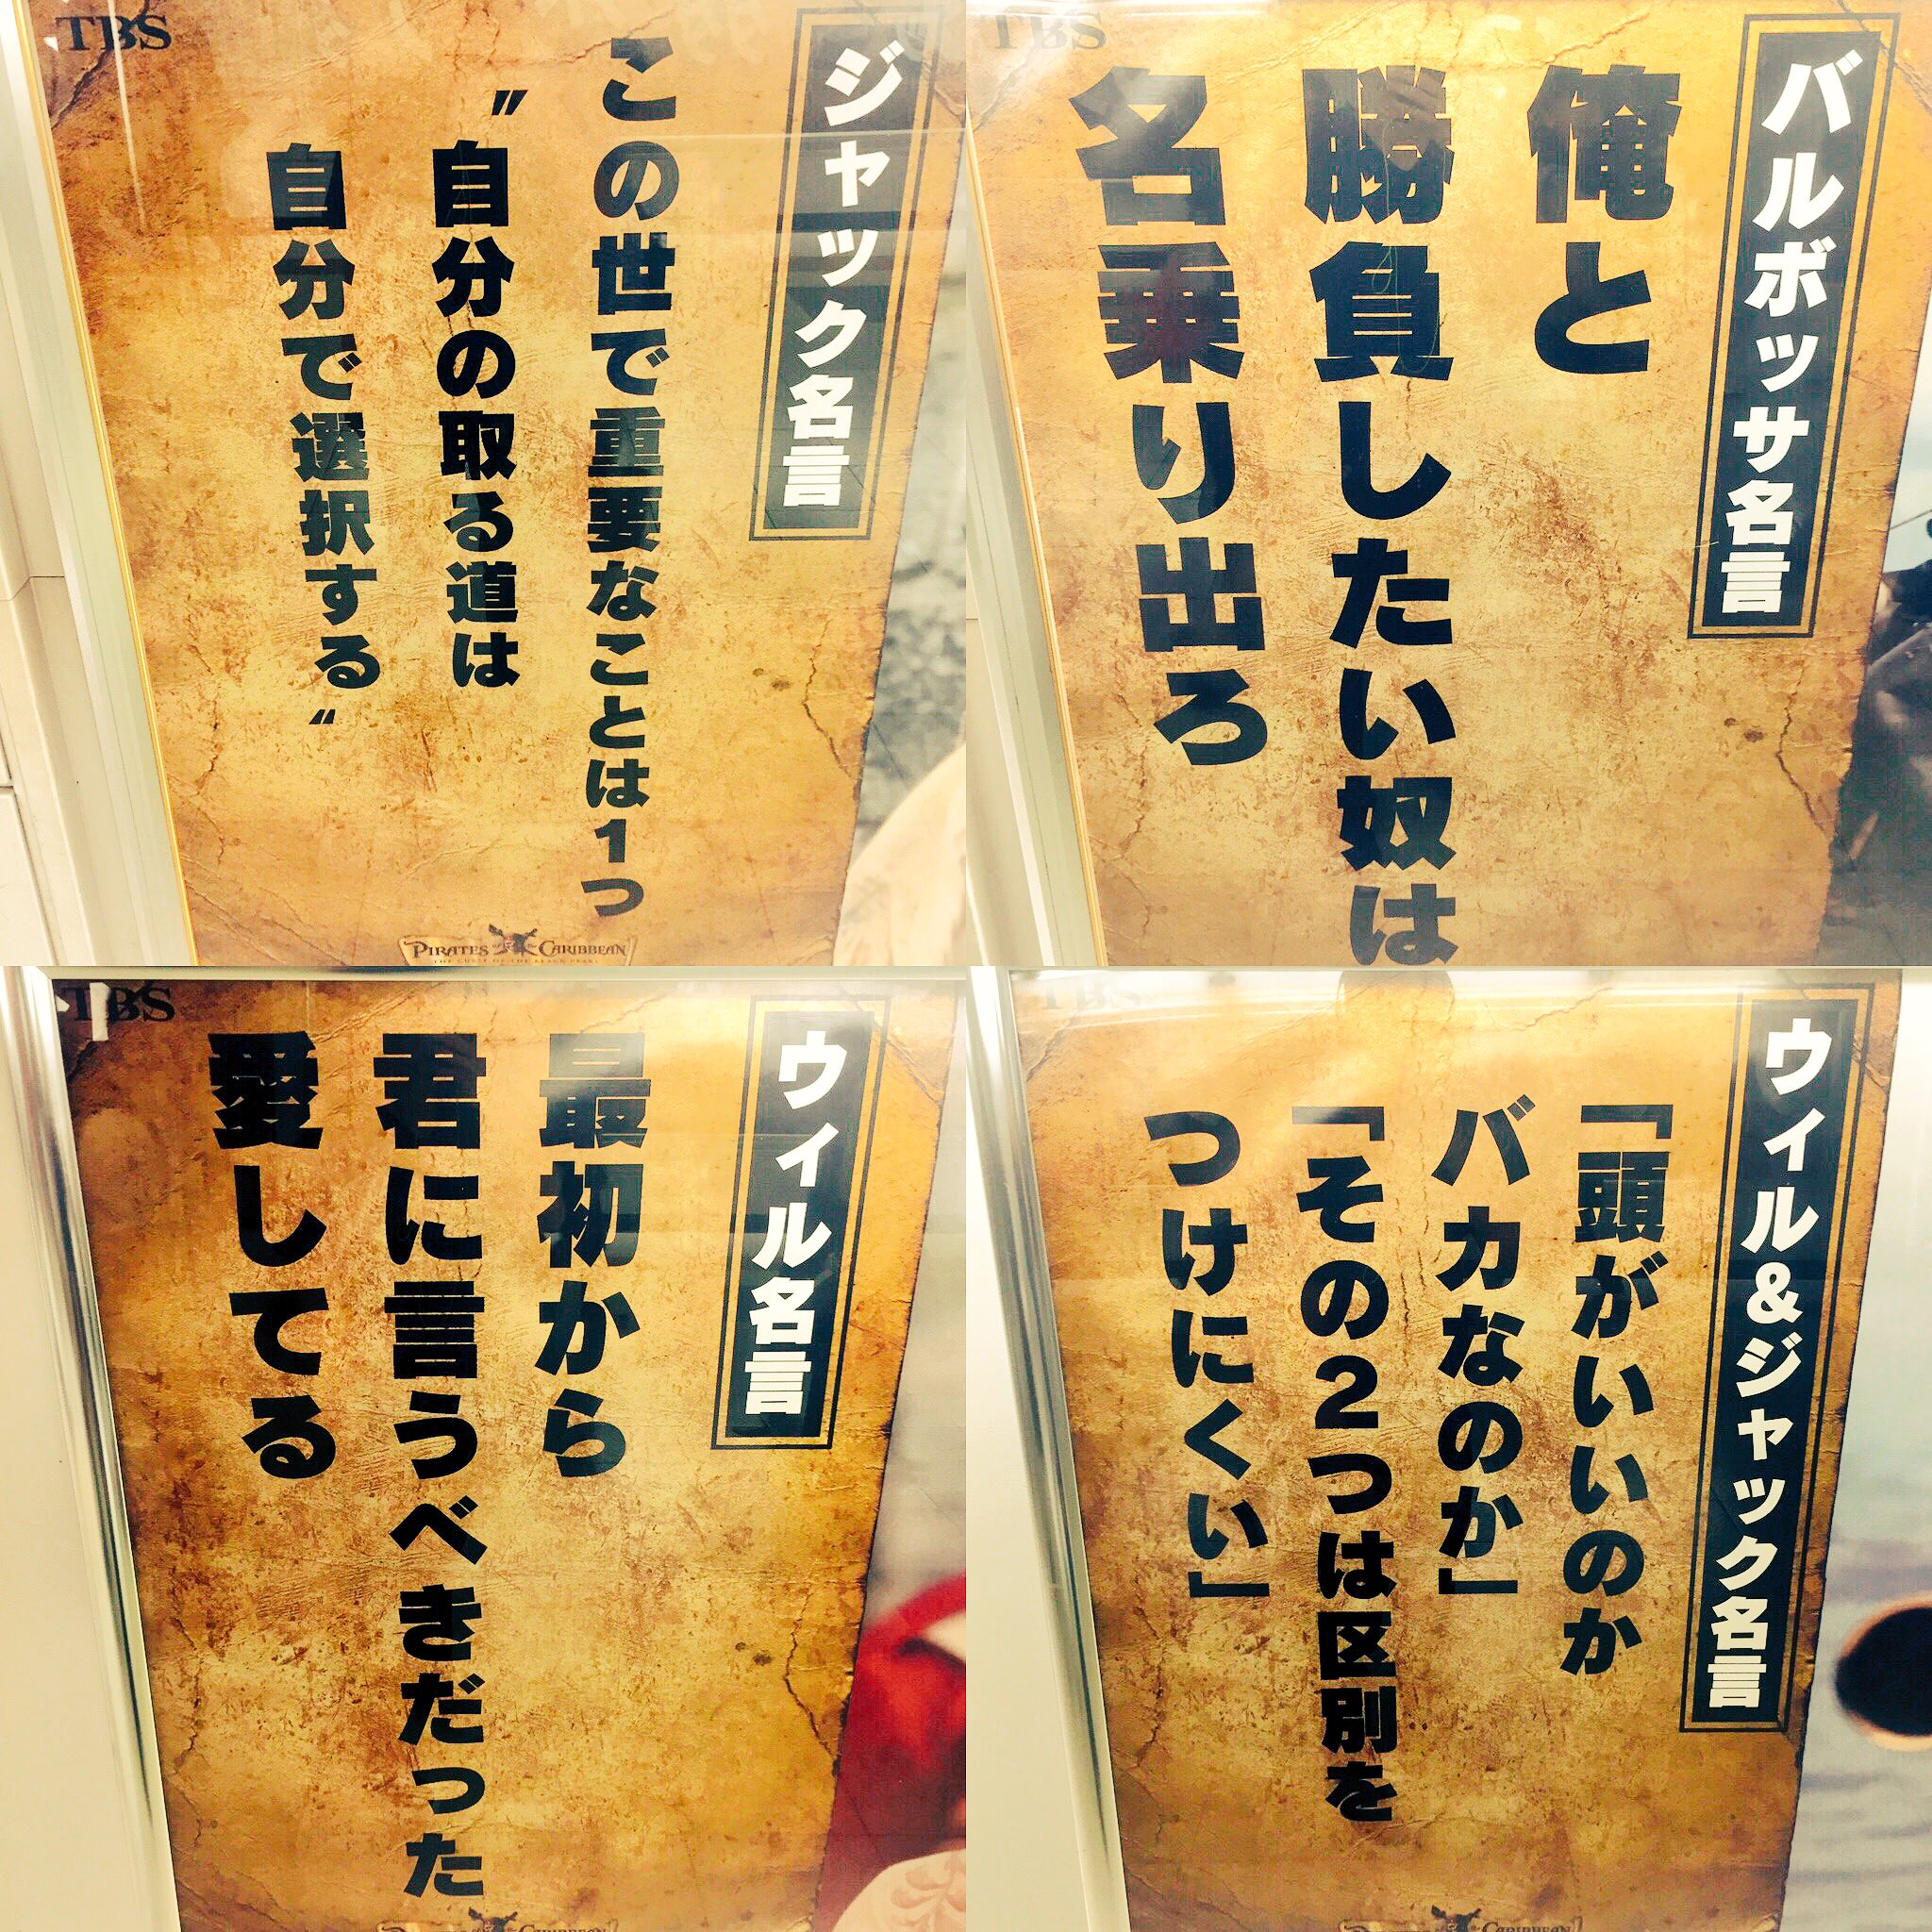 TBS
ジャック名言
この世で重要なことは1つ
〝自分の取る道は
自分で選択する〟
PIRATES OF THE CARIBBEAN
TBS
バルボッサ名言
俺と
勝負したい奴は
名乗り出ろ
TBS
ウィル名言
最初から
君に言うべきだった
愛してる
PIRATES CARIBBEAN
TBS
ウィル&ジャック名言
「頭がいいのか
バカなのか」
「その2つは区別を
つけにくい」
PIRATES CARIBBEAN